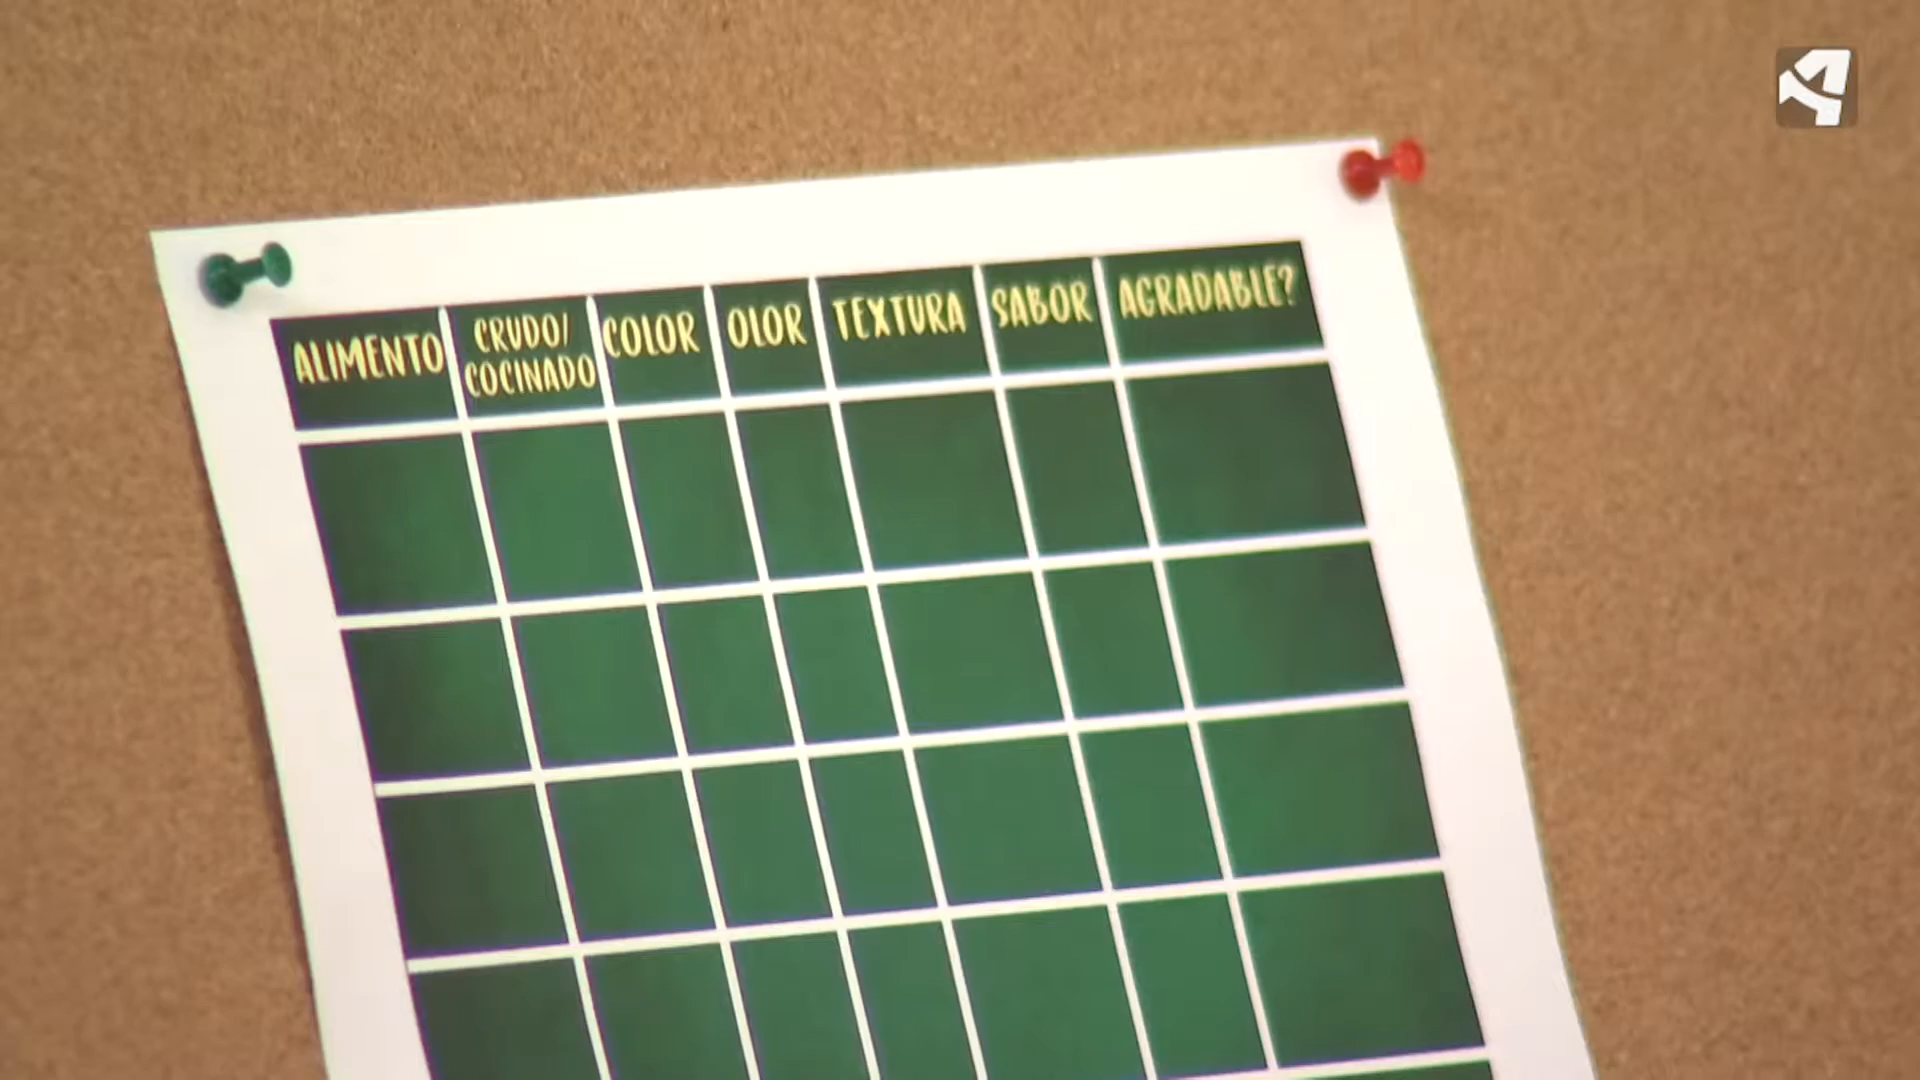 ALIMENTO
CRUDO/
COCINADO
COLOR
OLOR
TEXTURA
SABOR
AGRADABLE?